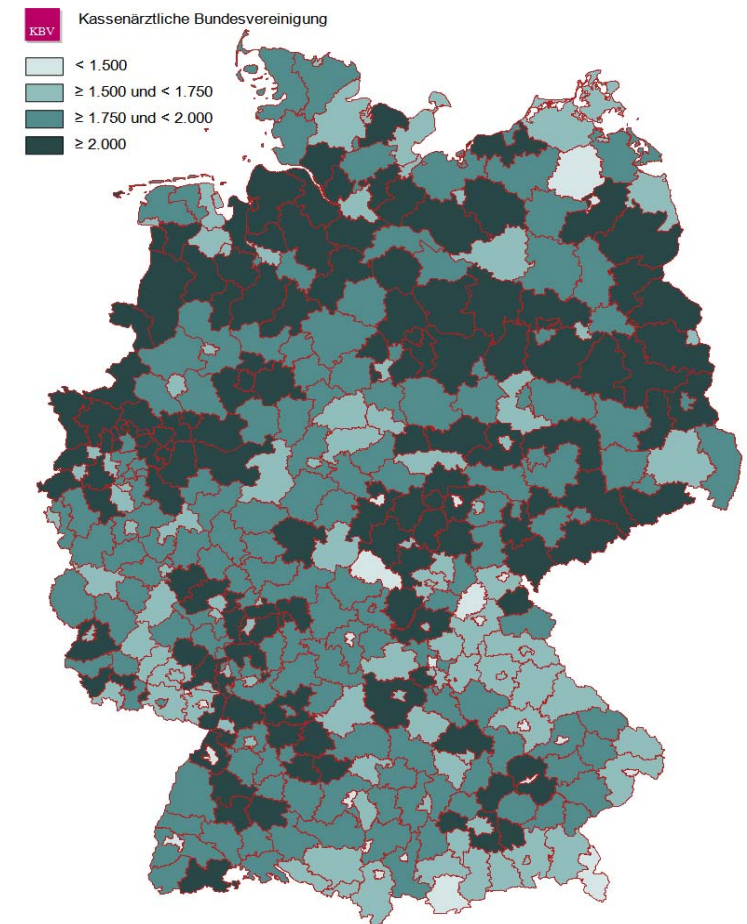 KBV Kassenärztliche Bundesvereinigung
< 1.500
≥ 1.500 und < 1.750
≥ 1.750 und < 2.000
≥ 2.000